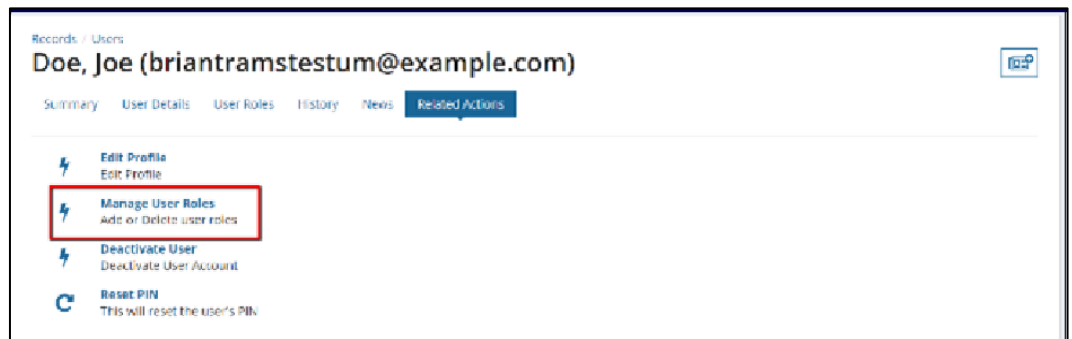 Records / Users
Doe, Joe (briantramstestum@example.com)
Summary User Details User Roles History News Related Actions
Edit Profile
Edit Profile
Manage User Roles
Add or Delete user roles
Deactivate User
Deactivate User Account
Reset PIN
This will reset the user's PIN